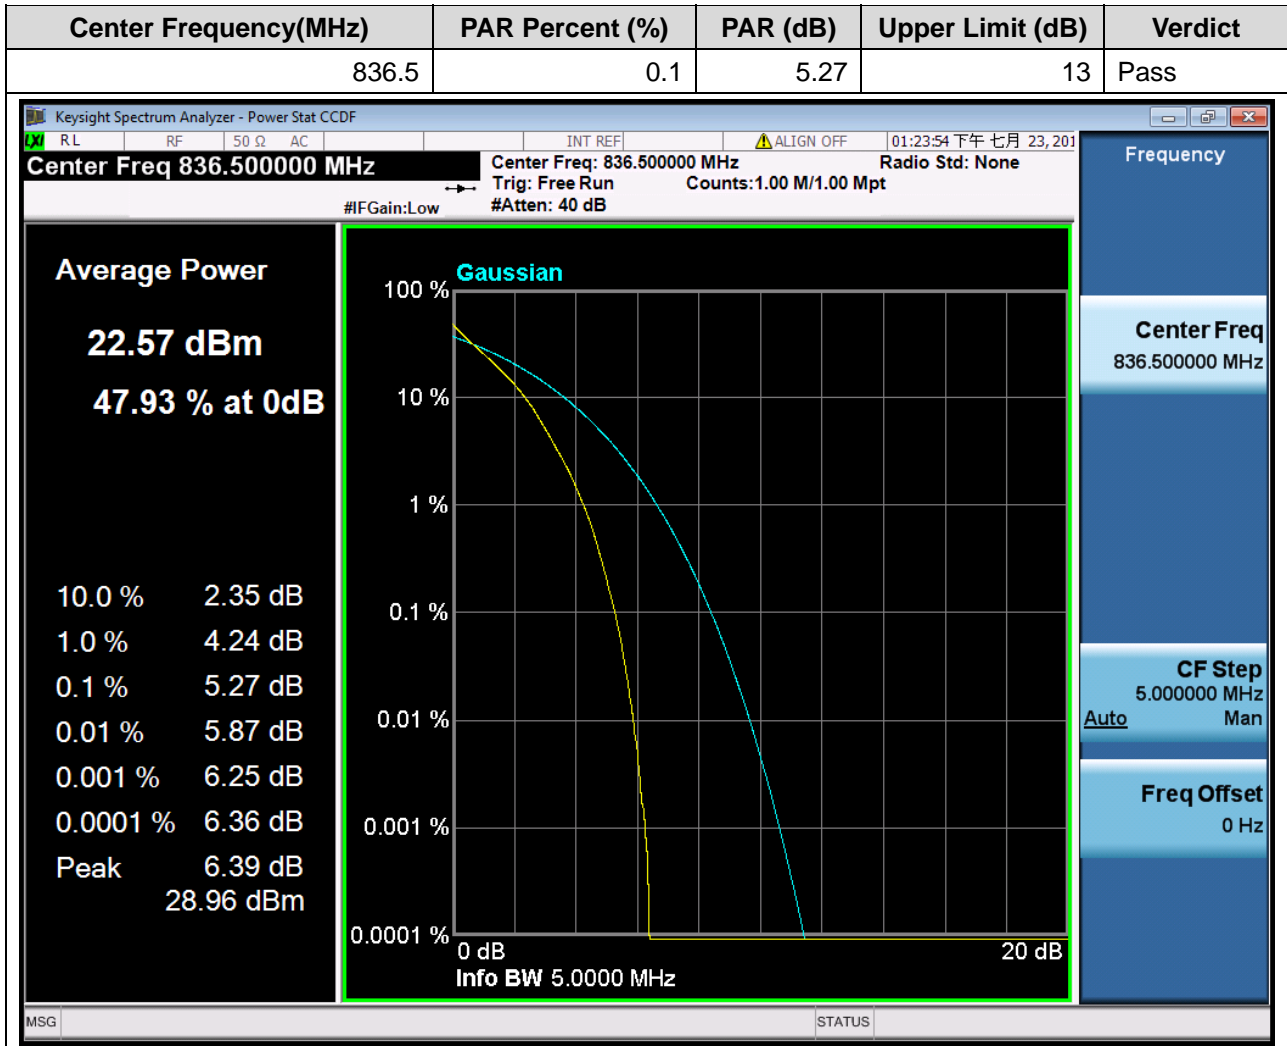 Center Frequency(MHz) PAR Percent (%) PAR (dB) Upper Limit (dB) Verdict
836.5 0.1 5.27 13 Pass
Keysight Spectrum Analyzer - Power Stat CCDF
LXI RL RF 50 Ω AC INT REF ALIGN OFF 01:23:54 下午 七月 23, 201
Center Freq 836.500000 MHz
#IFGain:Low
Center Freq: 836.500000 MHz Radio Std: None
Trig: Free Run Counts:1.00 M/1.00 Mpt
#Atten: 40 dB
Average Power
22.57 dBm
47.93 % at 0dB
10.0 % 2.35 dB
1.0 % 4.24 dB
0.1 % 5.27 dB
0.01 % 5.87 dB
0.001 % 6.25 dB
0.0001 % 6.36 dB
Peak 6.39 dB
28.96 dBm
Gaussian
100 %
10 %
1 %
0.1 %
0.01 %
0.001 %
0.0001 %
0 dB 20 dB
Info BW 5.0000 MHz
Frequency
Center Freq
836.500000 MHz
CF Step
5.000000 MHz
Auto Man
Freq Offset
0 Hz
MSG STATUS